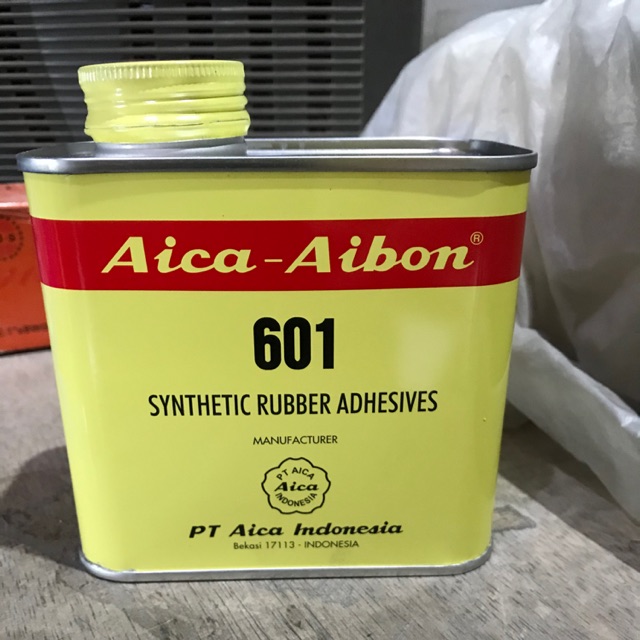 Aica-Aibon®
601
SYNTHETIC RUBBER ADHESIVES
MANUFACTURER
PT AICA
Aica
INDONESIA
PT Aica Indonesia
Bekasi 17113 - INDONESIA